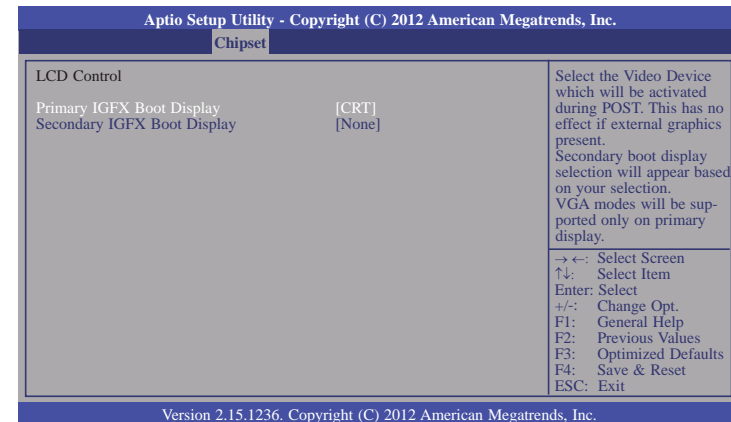 Aptio Setup Utility - Copyright (C) 2012 American Megatrends, Inc.
Chipset
LCD Control
Primary IGFX Boot Display [CRT]
Secondary IGFX Boot Display [None]
Select the Video Device
which will be activated
during POST. This has no
effect if external graphics
present.
Secondary boot display
selection will appear based
on your selection.
VGA modes will be sup-
ported only on primary
display.
→ ←: Select Screen
↑↓: Select Item
Enter: Select
+/-: Change Opt.
F1: General Help
F2: Previous Values
F3: Optimized Defaults
F4: Save & Reset
ESC: Exit
Version 2.15.1236. Copyright (C) 2012 American Megatrends, Inc.